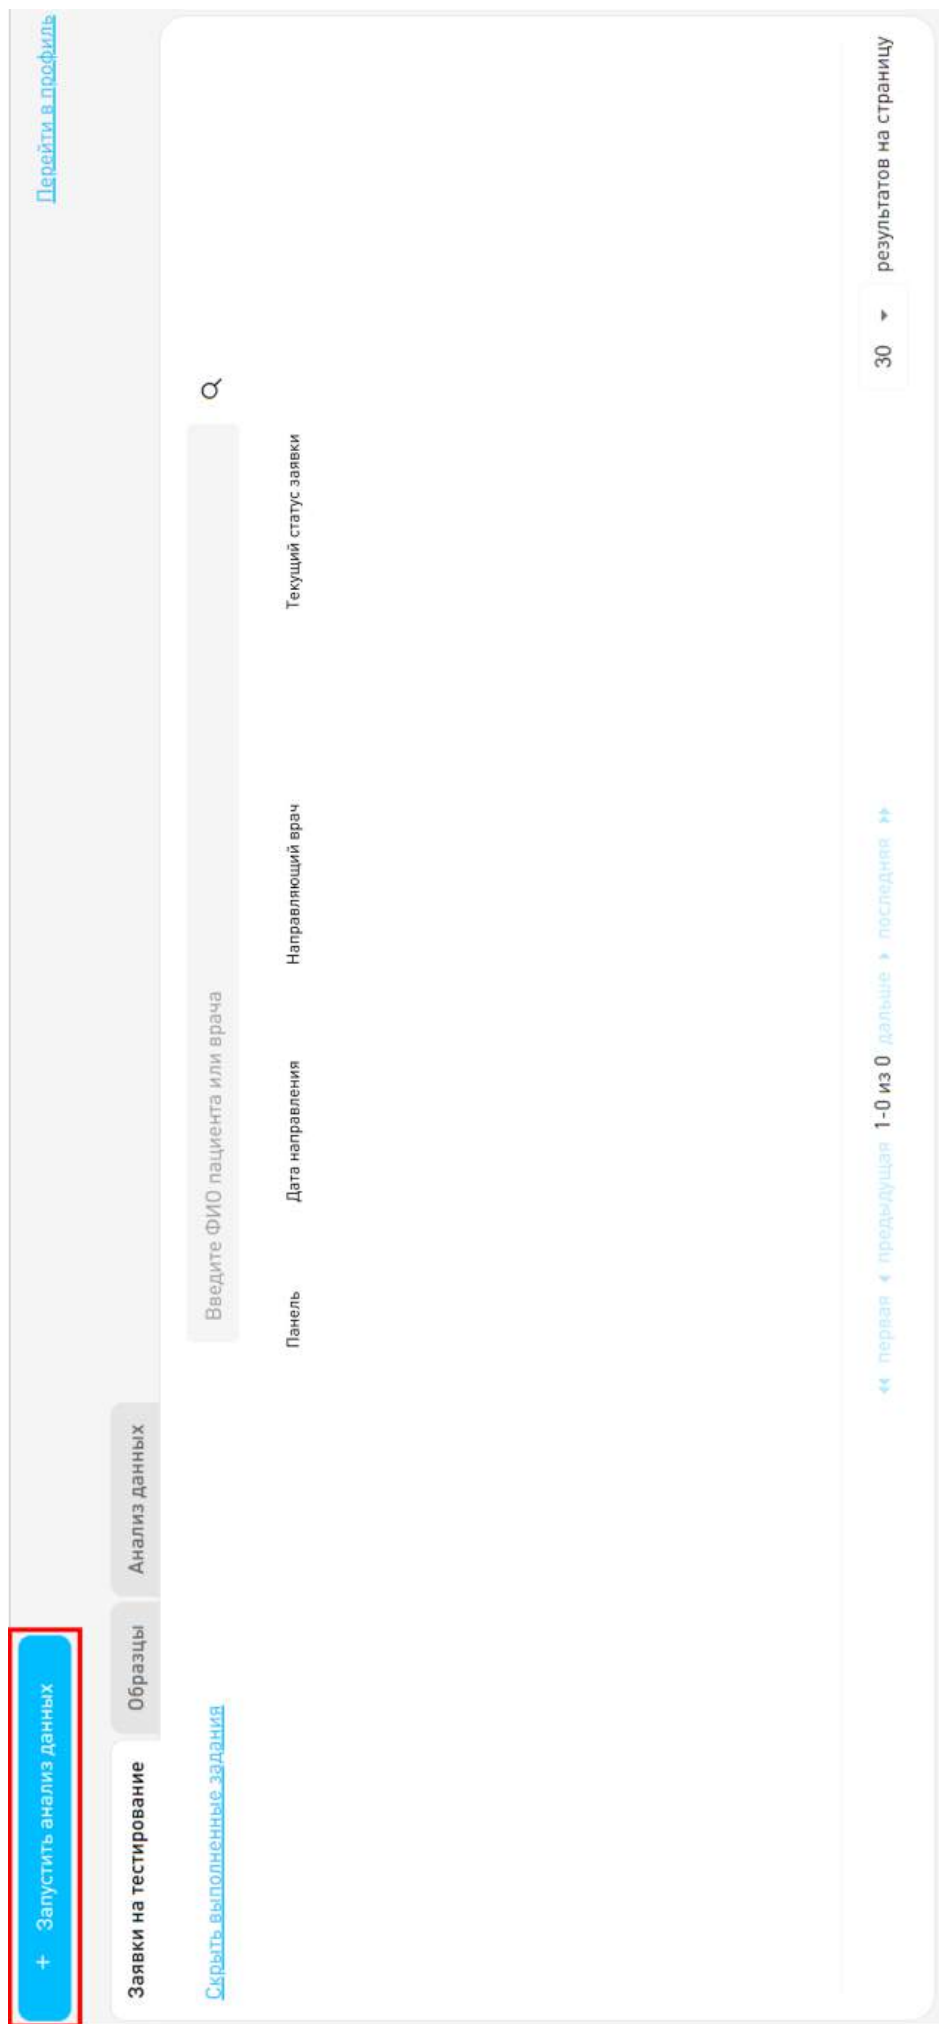 + Запустить анализ данных
Перейти в профиль
Заявки на тестирование
Образцы
Анализ данных
Скрыть выполненные задания
Введите ФИО пациента или врача
Панель
Дата направления
Направляющий врач
Текущий статус заявки
первая предыдущая 1-0 из 0 дальше последняя
30 результатов на страницу